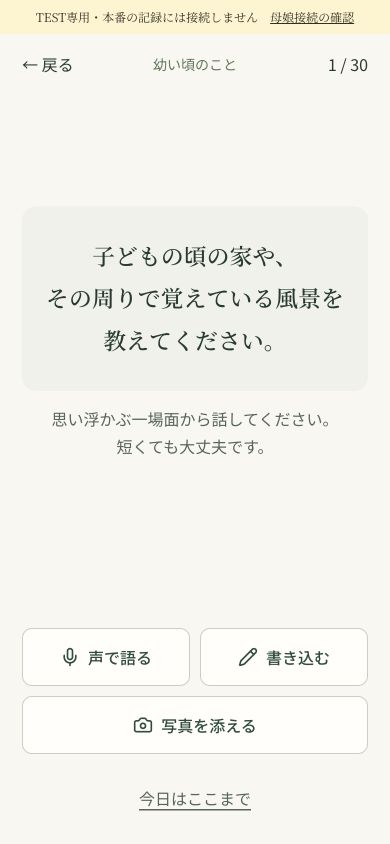 TEST専用・本番の記録には接続しません　母娘接続の確認
← 戻る　幼い頃のこと　1 / 30
子どもの頃の家や、
その周りで覚えている風景を
教えてください。
思い浮かぶ一場面から話してください。
短くても大丈夫です。
声で語る　書き込む
写真を添える
今日はここまで